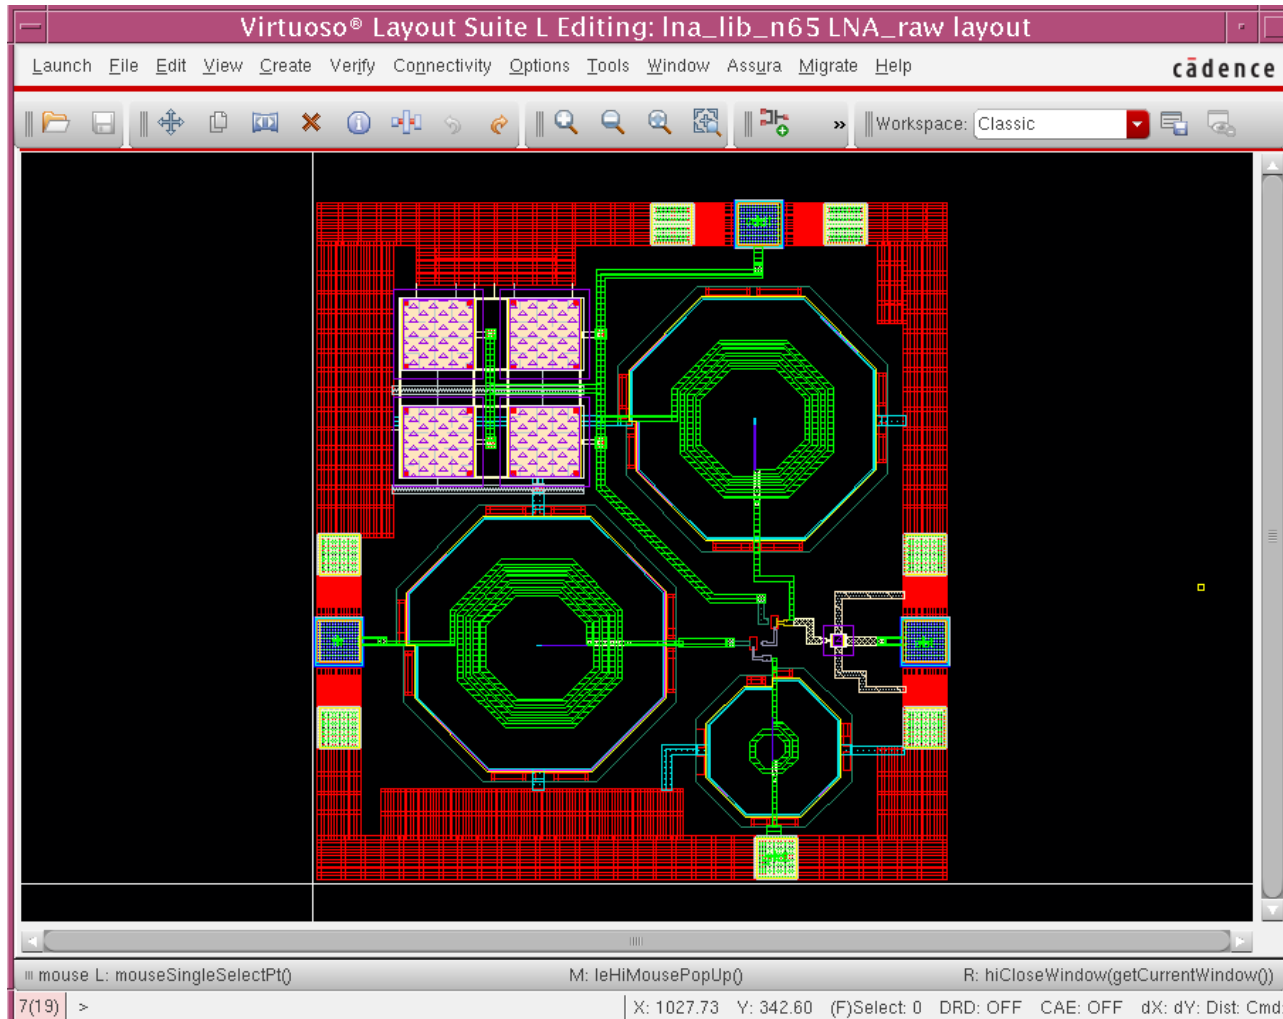 Virtuoso® Layout Suite L Editing: lna_lib_n65 LNA_raw layout
Launch File Edit View Create Verify Connectivity Options Tools Window Assura Migrate Help cādence
» Workspace: Classic
mouse L: mouseSingleSelectPt() M: leHiMousePopUp() R: hiCloseWindow(getCurrentWindow())
7(19) > X: 1027.73 Y: 342.60 (F)Select: 0 DRD: OFF CAE: OFF dX: dY: Dist: Cmd: